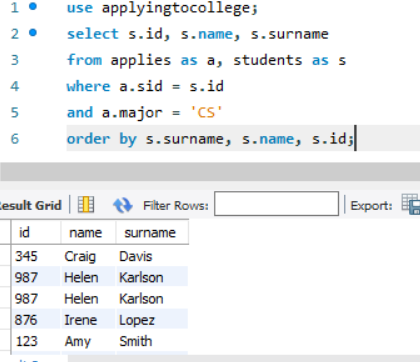 1 use applyingtocollege;
2 select s.id, s.name, s.surname
3 from applies as a, students as s
4 where a.sid = s.id
5 and a.major = 'CS'
6 order by s.surname, s.name, s.id;
Result Grid Filter Rows: Export:
id name surname
345 Craig Davis
987 Helen Karlson
987 Helen Karlson
876 Irene Lopez
123 Amy Smith